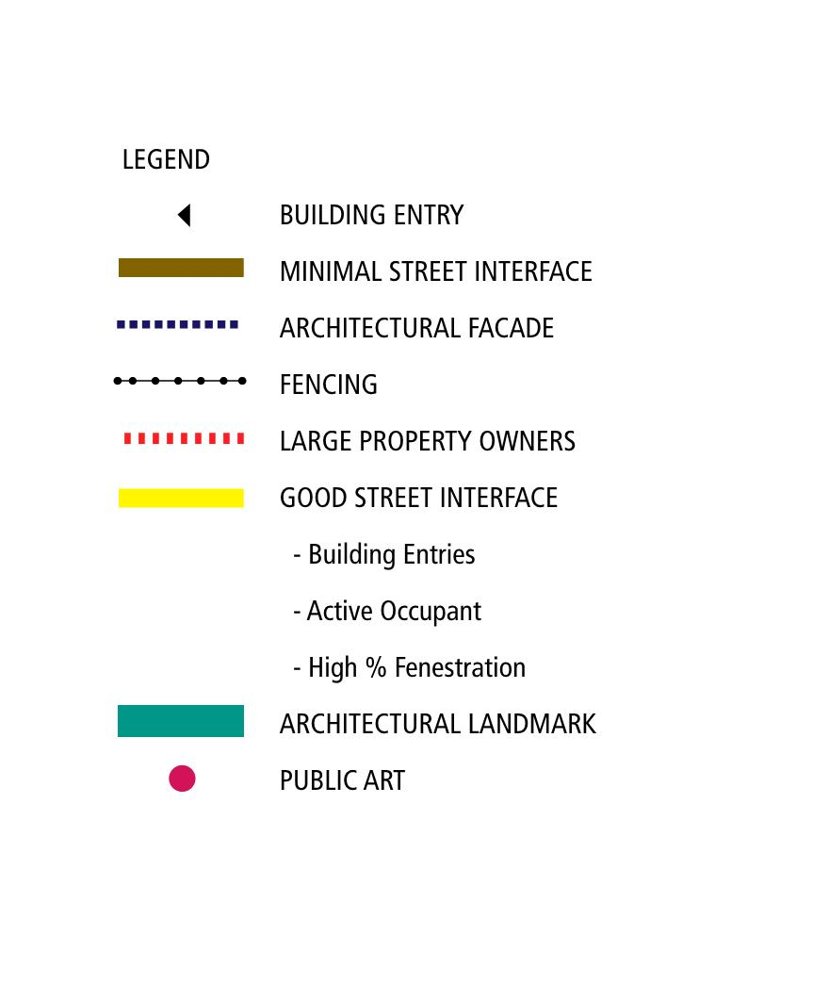 LEGEND
BUILDING ENTRY
MINIMAL STREET INTERFACE
ARCHITECTURAL FACADE
FENCING
LARGE PROPERTY OWNERS
GOOD STREET INTERFACE
- Building Entries
- Active Occupant
- High % Fenestration
ARCHITECTURAL LANDMARK
PUBLIC ART